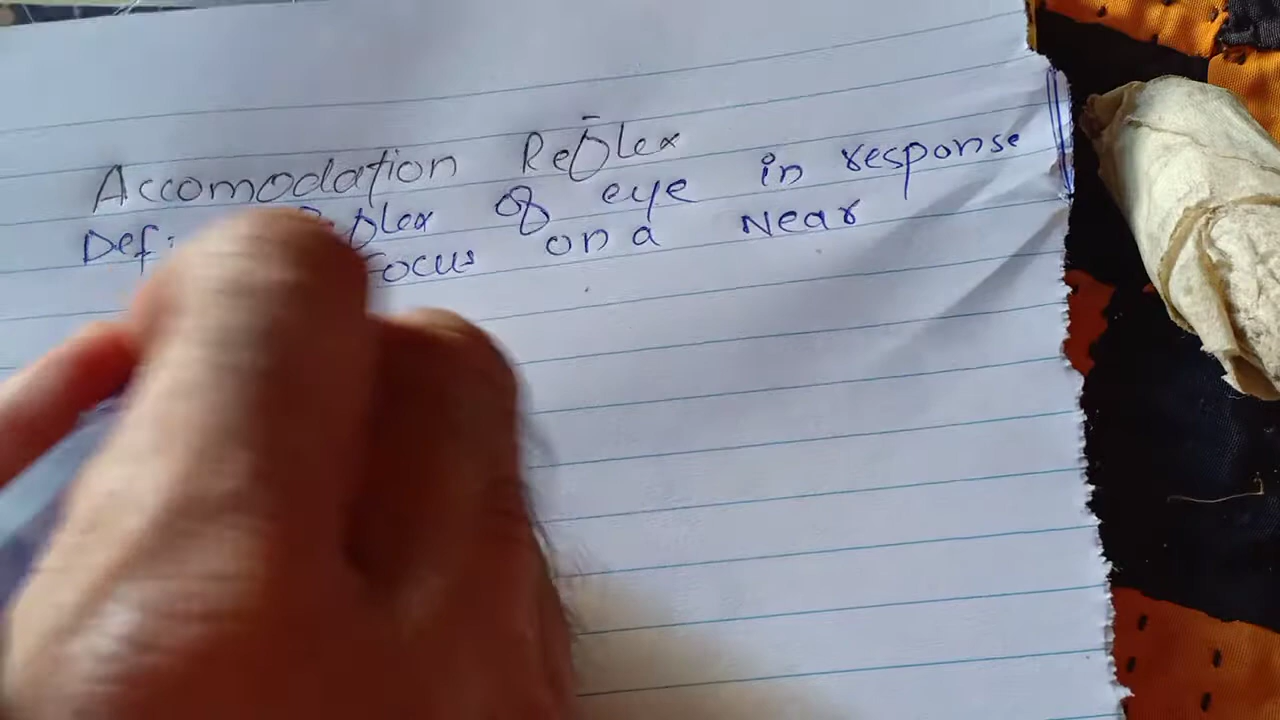 Accomodation Reflex
Def: Reflex of eye in response
Focus on a Near